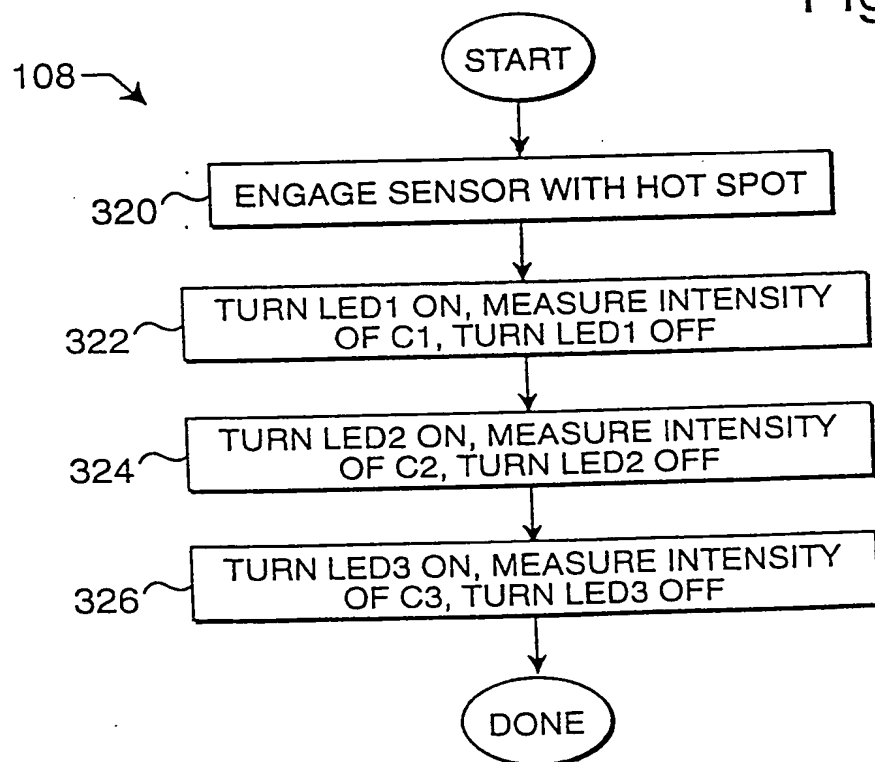 Fig
START
108
ENGAGE SENSOR WITH HOT SPOT
320
TURN LED1 ON, MEASURE INTENSITY
OF C1, TURN LED1 OFF
322
TURN LED2 ON, MEASURE INTENSITY
OF C2, TURN LED2 OFF
324
TURN LED3 ON, MEASURE INTENSITY
OF C3, TURN LED3 OFF
326
DONE